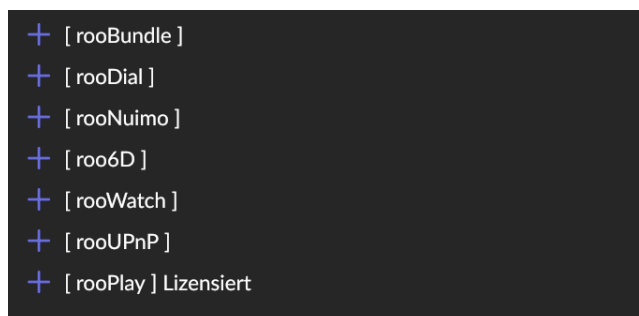 [ rooBundle ]
[ rooDial ]
[ rooNuimo ]
[ roo6D ]
[ rooWatch ]
[ rooUPnP ]
[ rooPlay ] Lizensiert